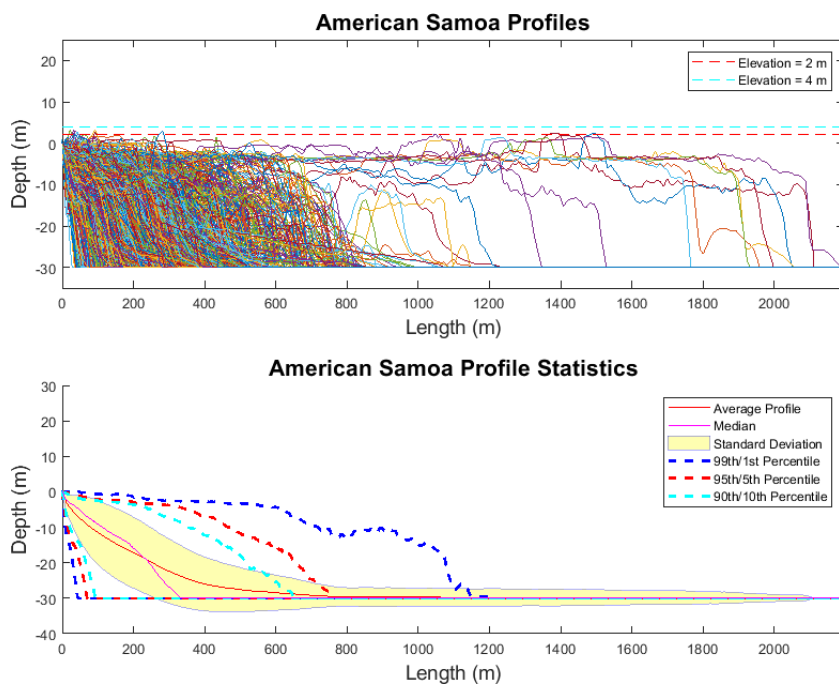 American Samoa Profiles
20
10
0
-10
-20
-30
Depth (m)
Elevation = 2 m
Elevation = 4 m
0 200 400 600 800 1000 1200 1400 1600 1800 2000
Length (m)
American Samoa Profile Statistics
30
20
10
0
-10
-20
-30
-40
Depth (m)
Average Profile
Median
Standard Deviation
99th/1st Percentile
95th/5th Percentile
90th/10th Percentile
0 200 400 600 800 1000 1200 1400 1600 1800 2000
Length (m)